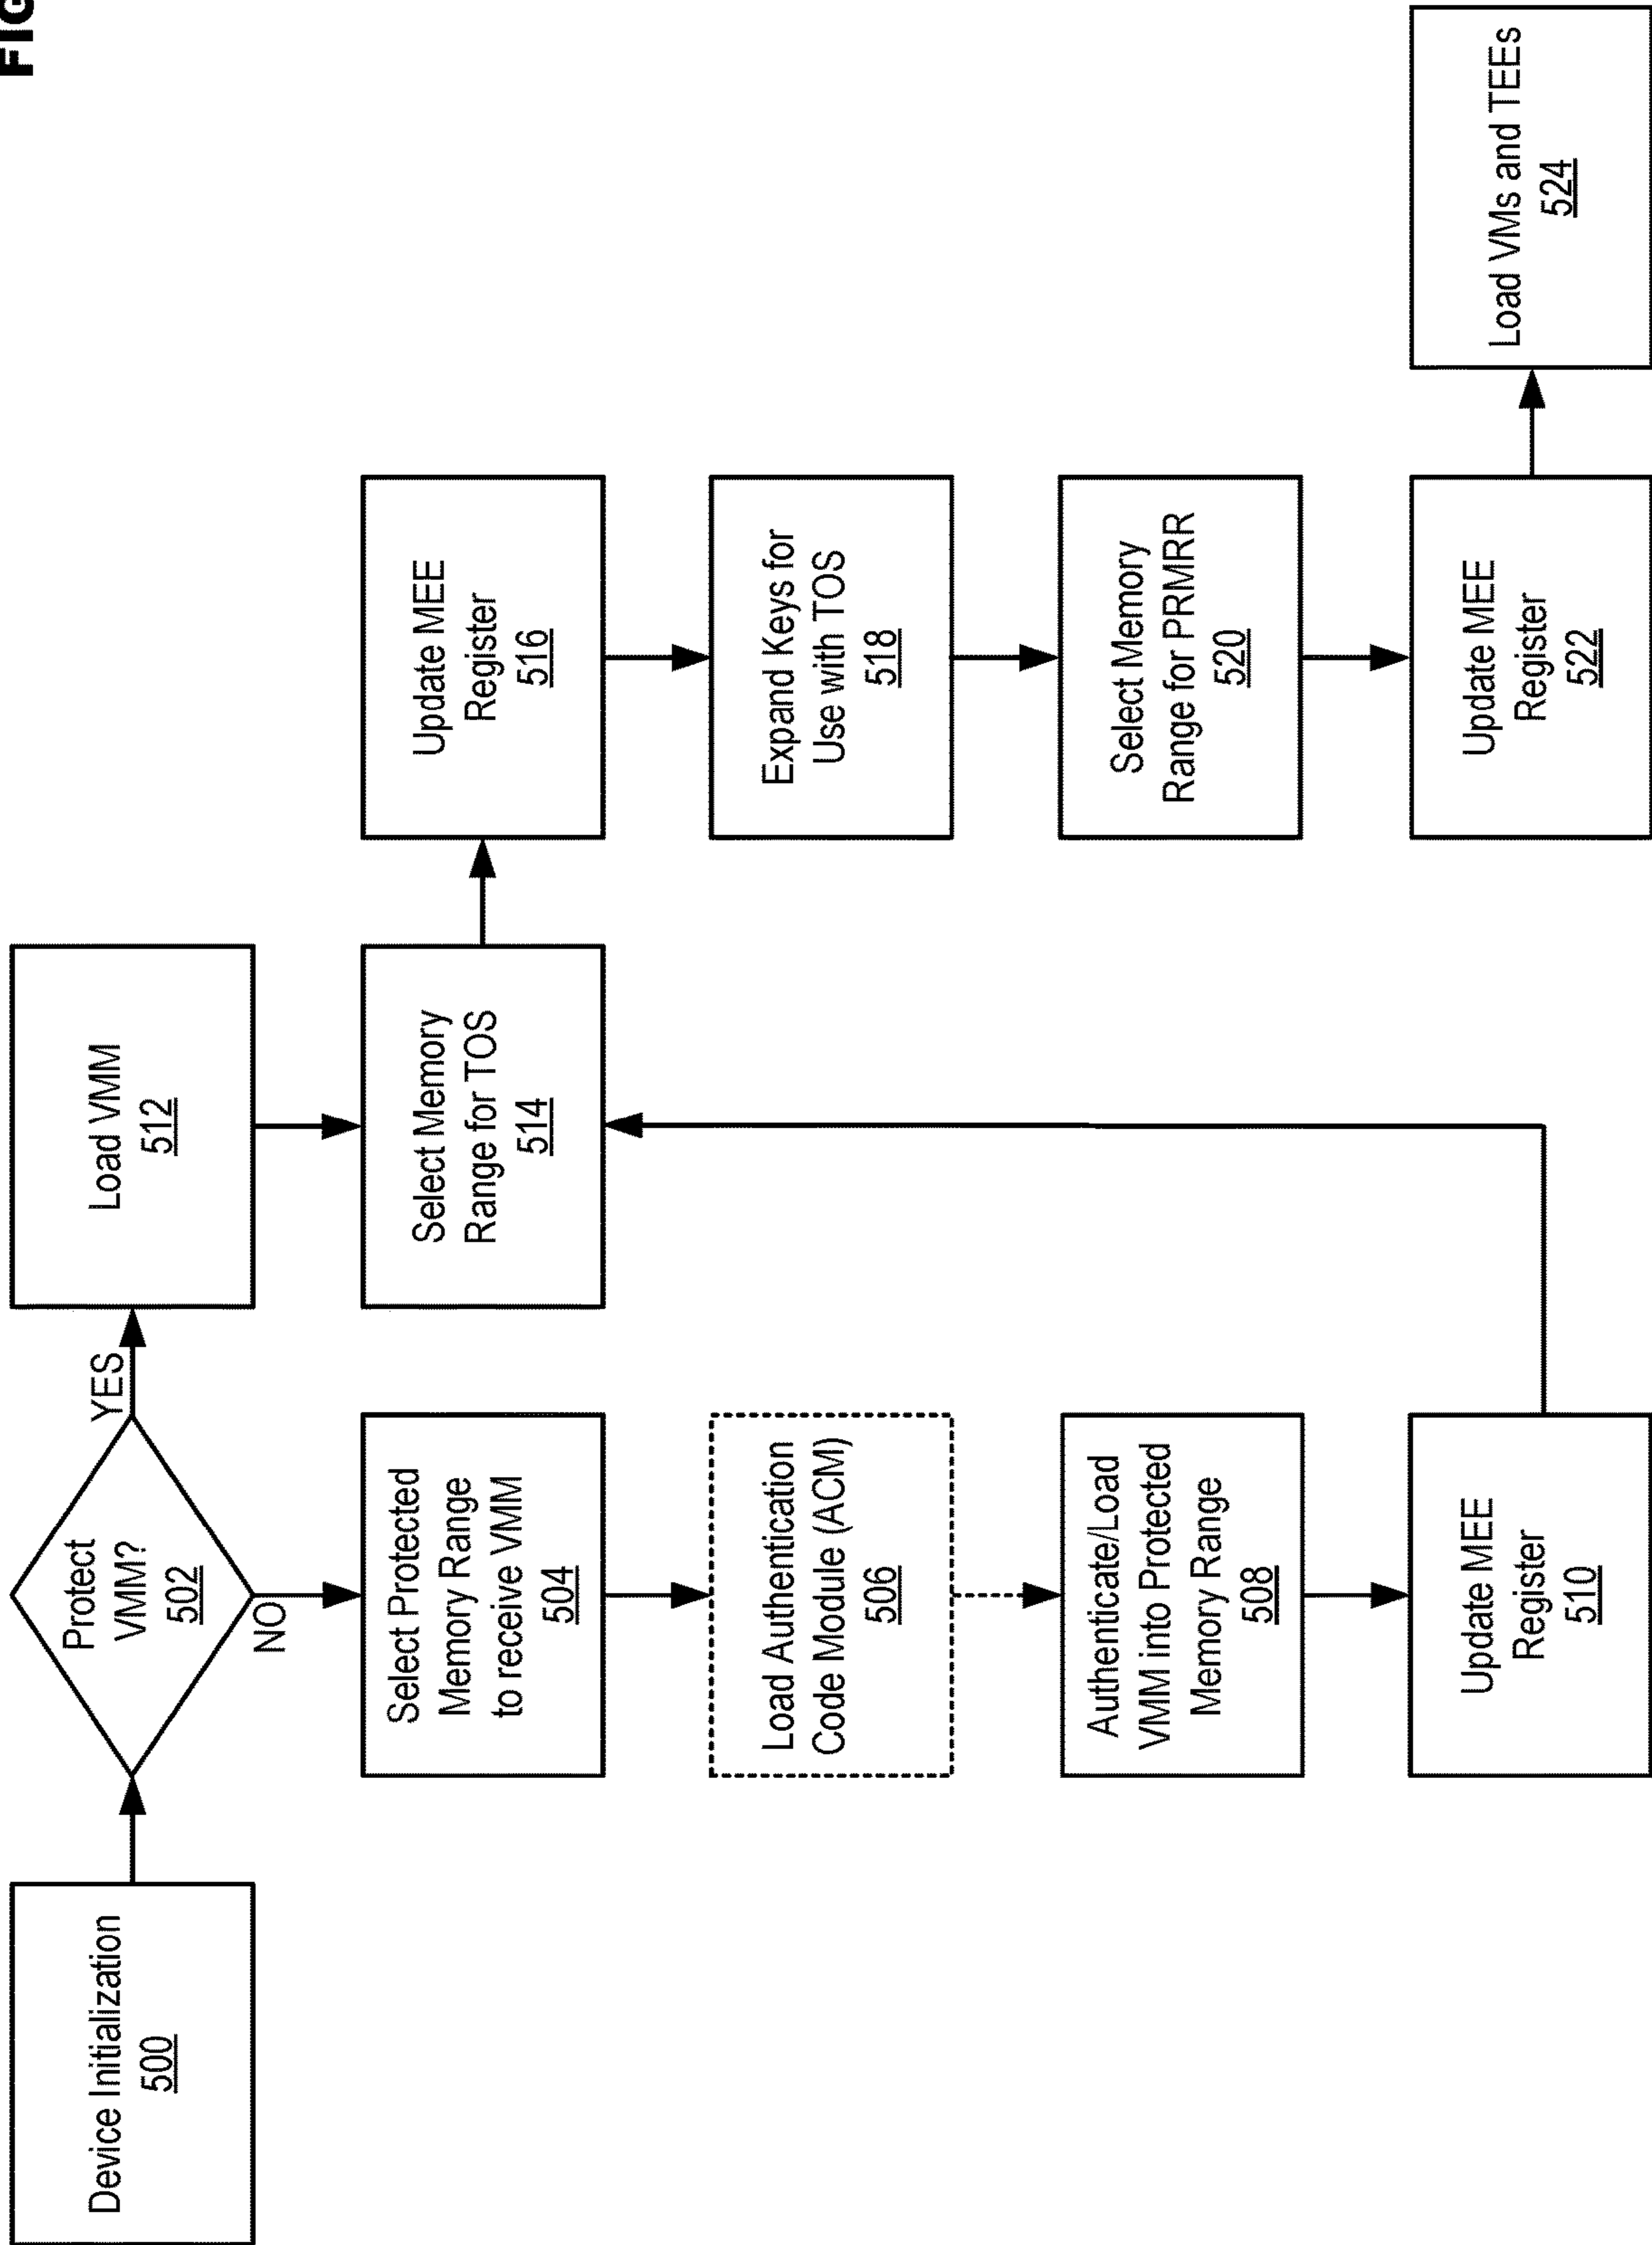 FIG
Device Initialization
500
Protect
VMM?
502
YES
NO
Load VMM
512
Select Protected
Memory Range
to receive VMM
504
Load Authentication
Code Module (ACM)
506
Authenticate/Load
VMM into Protected
Memory Range
508
Update MEE
Register
510
Select Memory
Range for TOS
514
Update MEE
Register
516
Expand Keys for
Use with TOS
518
Select Memory
Range for PRMRR
520
Update MEE
Register
522
Load VMs and TEEs
524